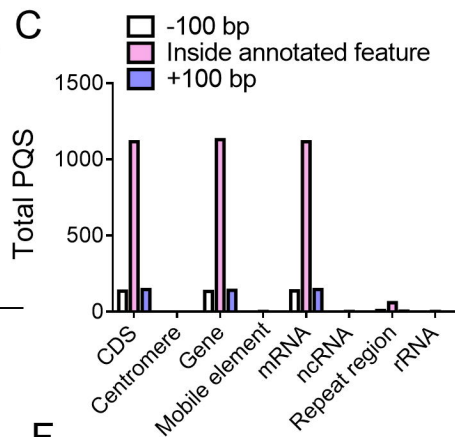 C
-100 bp
Inside annotated feature
+100 bp
Total PQS
1500
1000
500
0
CDS
Centromere
Gene
Mobile element
mRNA
ncRNA
Repeat region
rRNA